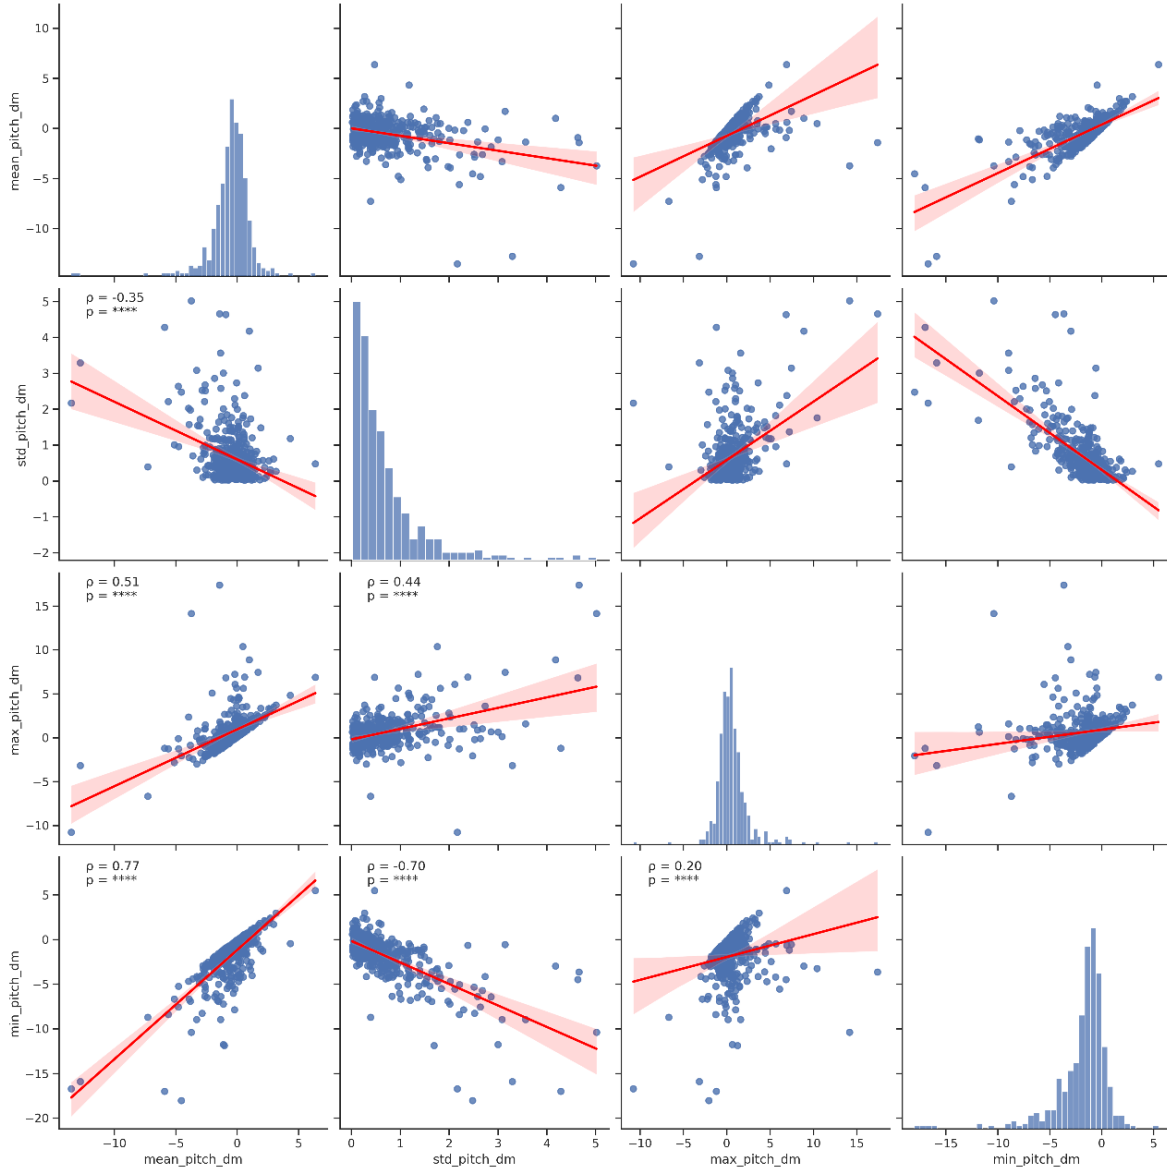 10
5
0
−5
−10
mean_pitch_dm
ρ = -0.35
p = ****
5
4
3
2
1
0
−1
−2
std_pitch_dm
ρ = 0.51
p = ****
ρ = 0.44
p = ****
15
10
5
0
−5
−10
max_pitch_dm
ρ = 0.77
p = ****
ρ = -0.70
p = ****
ρ = 0.20
p = ****
5
0
−5
−10
−15
−20
min_pitch_dm
−10 −5 0 5
0 1 2 3 4 5
−10 −5 0 5 10 15
−15 −10 −5 0 5
mean_pitch_dm std_pitch_dm max_pitch_dm min_pitch_dm